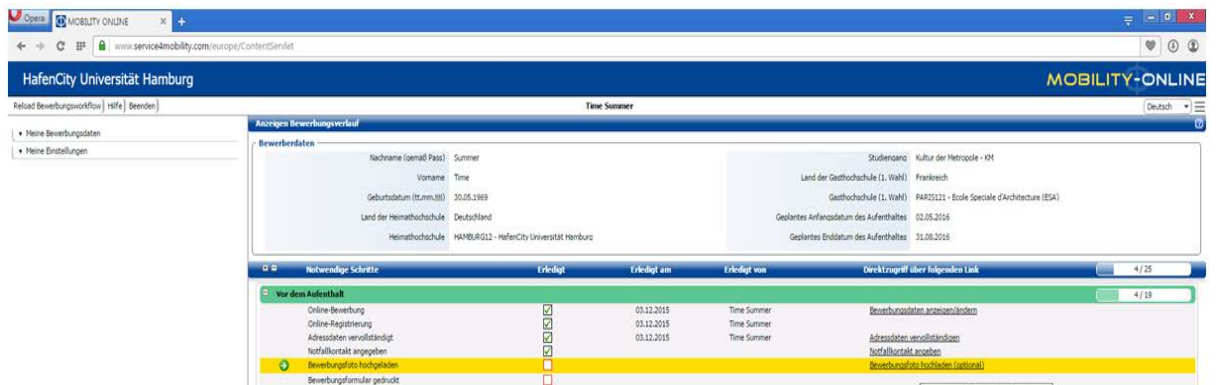 Opera MOBILITY ONLINE
www.service4mobility.com/europe/ContentServlet
HafenCity Universität Hamburg MOBILITY-ONLINE
Reload Bewerbungsworkflow Hilfe Beenden Time Summer Deutsch
Meine Bewerbungsdaten
Meine Einstellungen
Anzeigen Bewerbungsverlauf
Bewerberdaten
Nachname (gemäß Pass) Summer Studiengang Kultur der Metropole - KM
Vorname Time Land der Gasthochschule (1. Wahl) Frankreich
Geburtsdatum (tt.mm.jjjj) 30.05.1969 Gasthochschule (1. Wahl) PARIS121 - Ecole Speciale d'Architecture (ESA)
Land der Heimathochschule Deutschland Geplantes Anfangsdatum des Aufenthaltes 02.05.2016
Heimathochschule HAMBURG12 - HafenCity Universität Hamburg Geplantes Enddatum des Aufenthaltes 31.08.2016
Notwendige Schritte Erledigt Erledigt am Erledigt von Direktzugriff über folgenden Link 4 / 25
Vor dem Aufenthalt 4 / 19
Online-Bewerbung 03.12.2015 Time Summer Bewerbungsdaten anzeigen/ändern
Online-Registrierung 03.12.2015 Time Summer
Adressdaten vervollständigt 03.12.2015 Time Summer Adressdaten vervollständigen
Notfallkontakt angegeben Notfallkontakt angeben
Bewerbungsfoto hochgeladen Bewerbungsfoto hochladen (optional)
Bewerbungsformular gedruckt